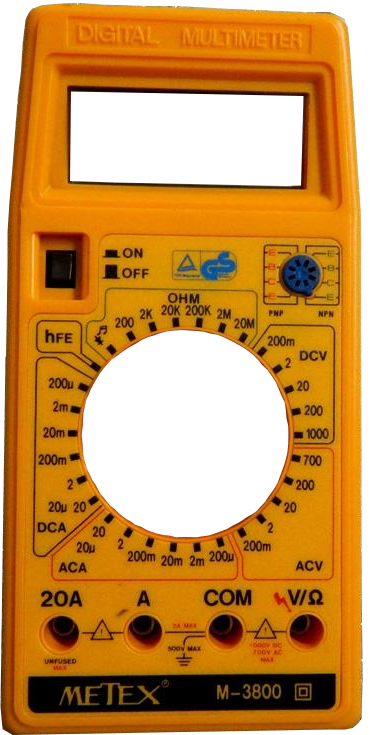 DIGITAL MULTIMETER
ON
OFF
E B C E
E B C E
PNP NPN
OHM
200 2K 20K 200K 2M 20M
hFE
DCV
200m 2 20 200 1000
200µ 2m 20m 200m 2 20µ 20
DCA
700 200 20 2 200m
ACV
20µ 2 200m 20m 2m 200µ
20
ACA
20A A COM V/Ω
2A MAX
UNFUSED
MAX
500V MAX
1000V DC
700V AC
MAX
METEX® M-3800